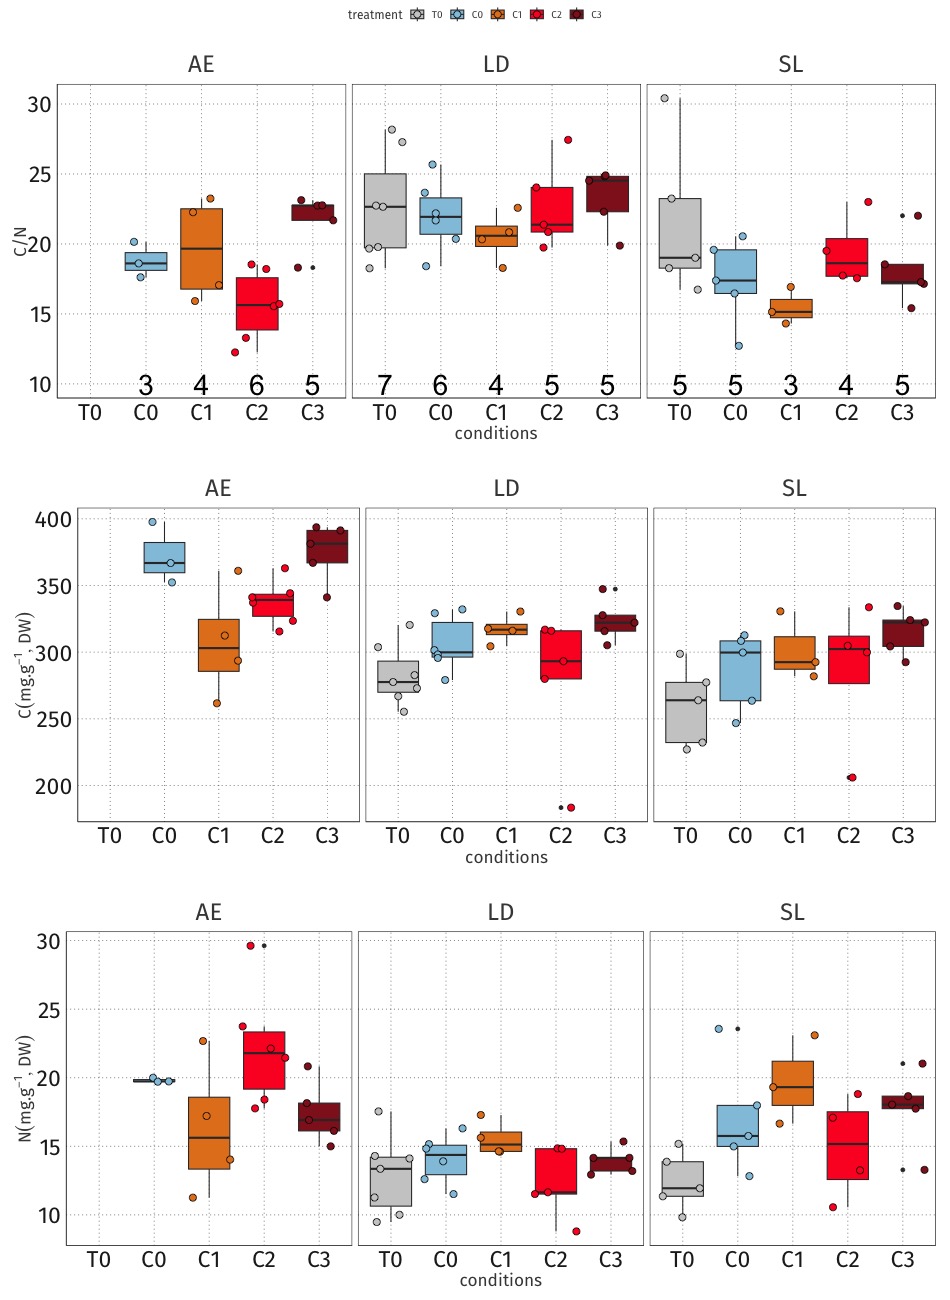 treatment T0 C0 C1 C2 C3
AE LD SL
C/N
30
25
20
15
10
3 4 6 5 7 6 4 5 5 5 5 3 4 5
T0 C0 C1 C2 C3 T0 C0 C1 C2 C3 T0 C0 C1 C2 C3
conditions
AE LD SL
C(mg.g⁻¹, DW)
400
350
300
250
200
T0 C0 C1 C2 C3 T0 C0 C1 C2 C3 T0 C0 C1 C2 C3
conditions
AE LD SL
N(mg.g⁻¹, DW)
30
25
20
15
10
T0 C0 C1 C2 C3 T0 C0 C1 C2 C3 T0 C0 C1 C2 C3
conditions